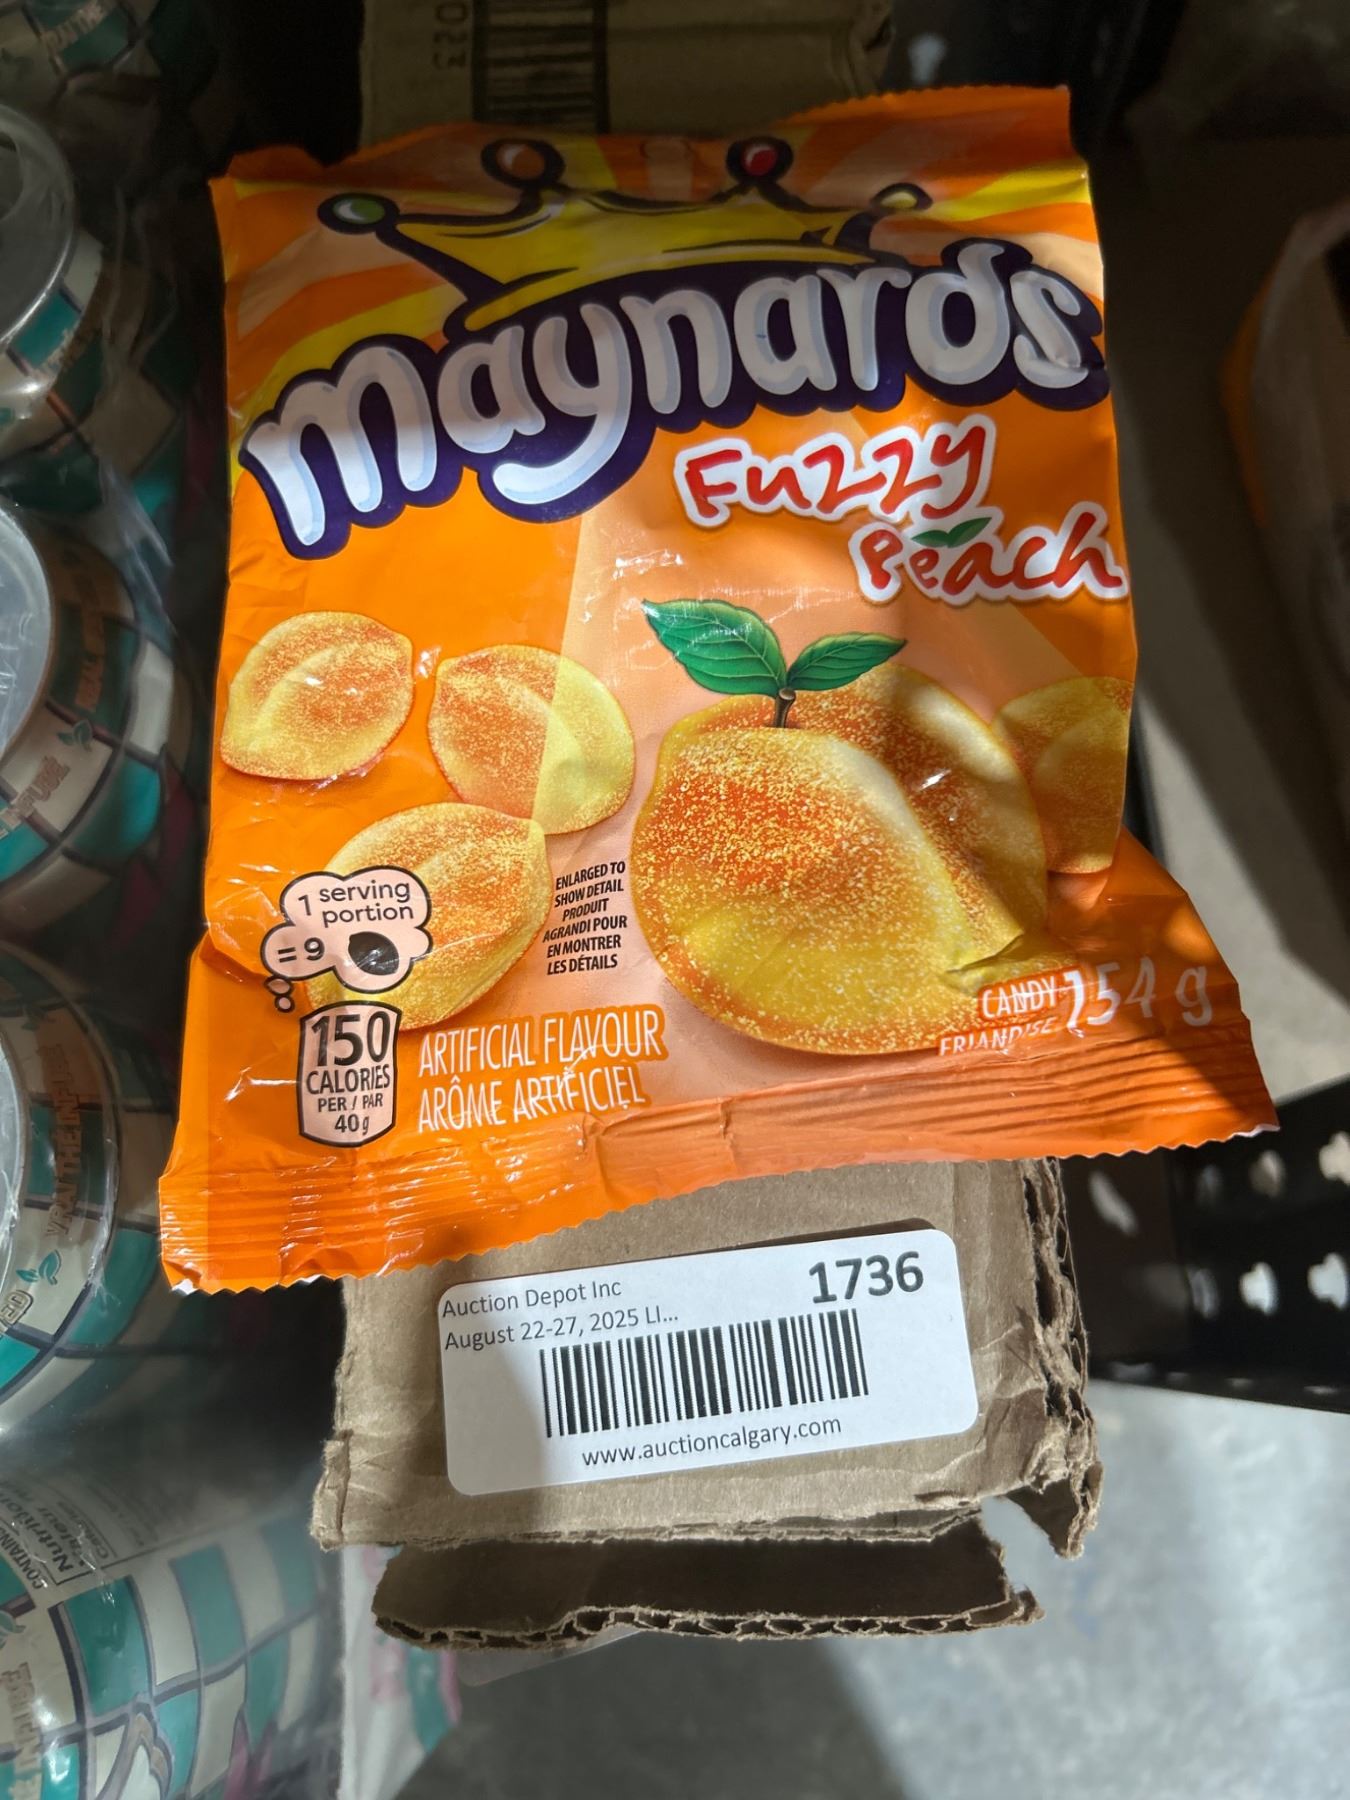 Maynards
Fuzzy
Peach
1 serving
portion
= 9
ENLARGED TO
SHOW DETAIL
PRODUIT
AGRANDI POUR
EN MONTRER
LES DÉTAILS
150
CALORIES
PER / PAR
40g
ARTIFICIAL FLAVOUR
ARÔME ARTIFICIEL
CANDY
FRIANDISE
154 g
Auction Depot Inc
1736
August 22-27, 2025 LI...
www.auctioncalgary.com